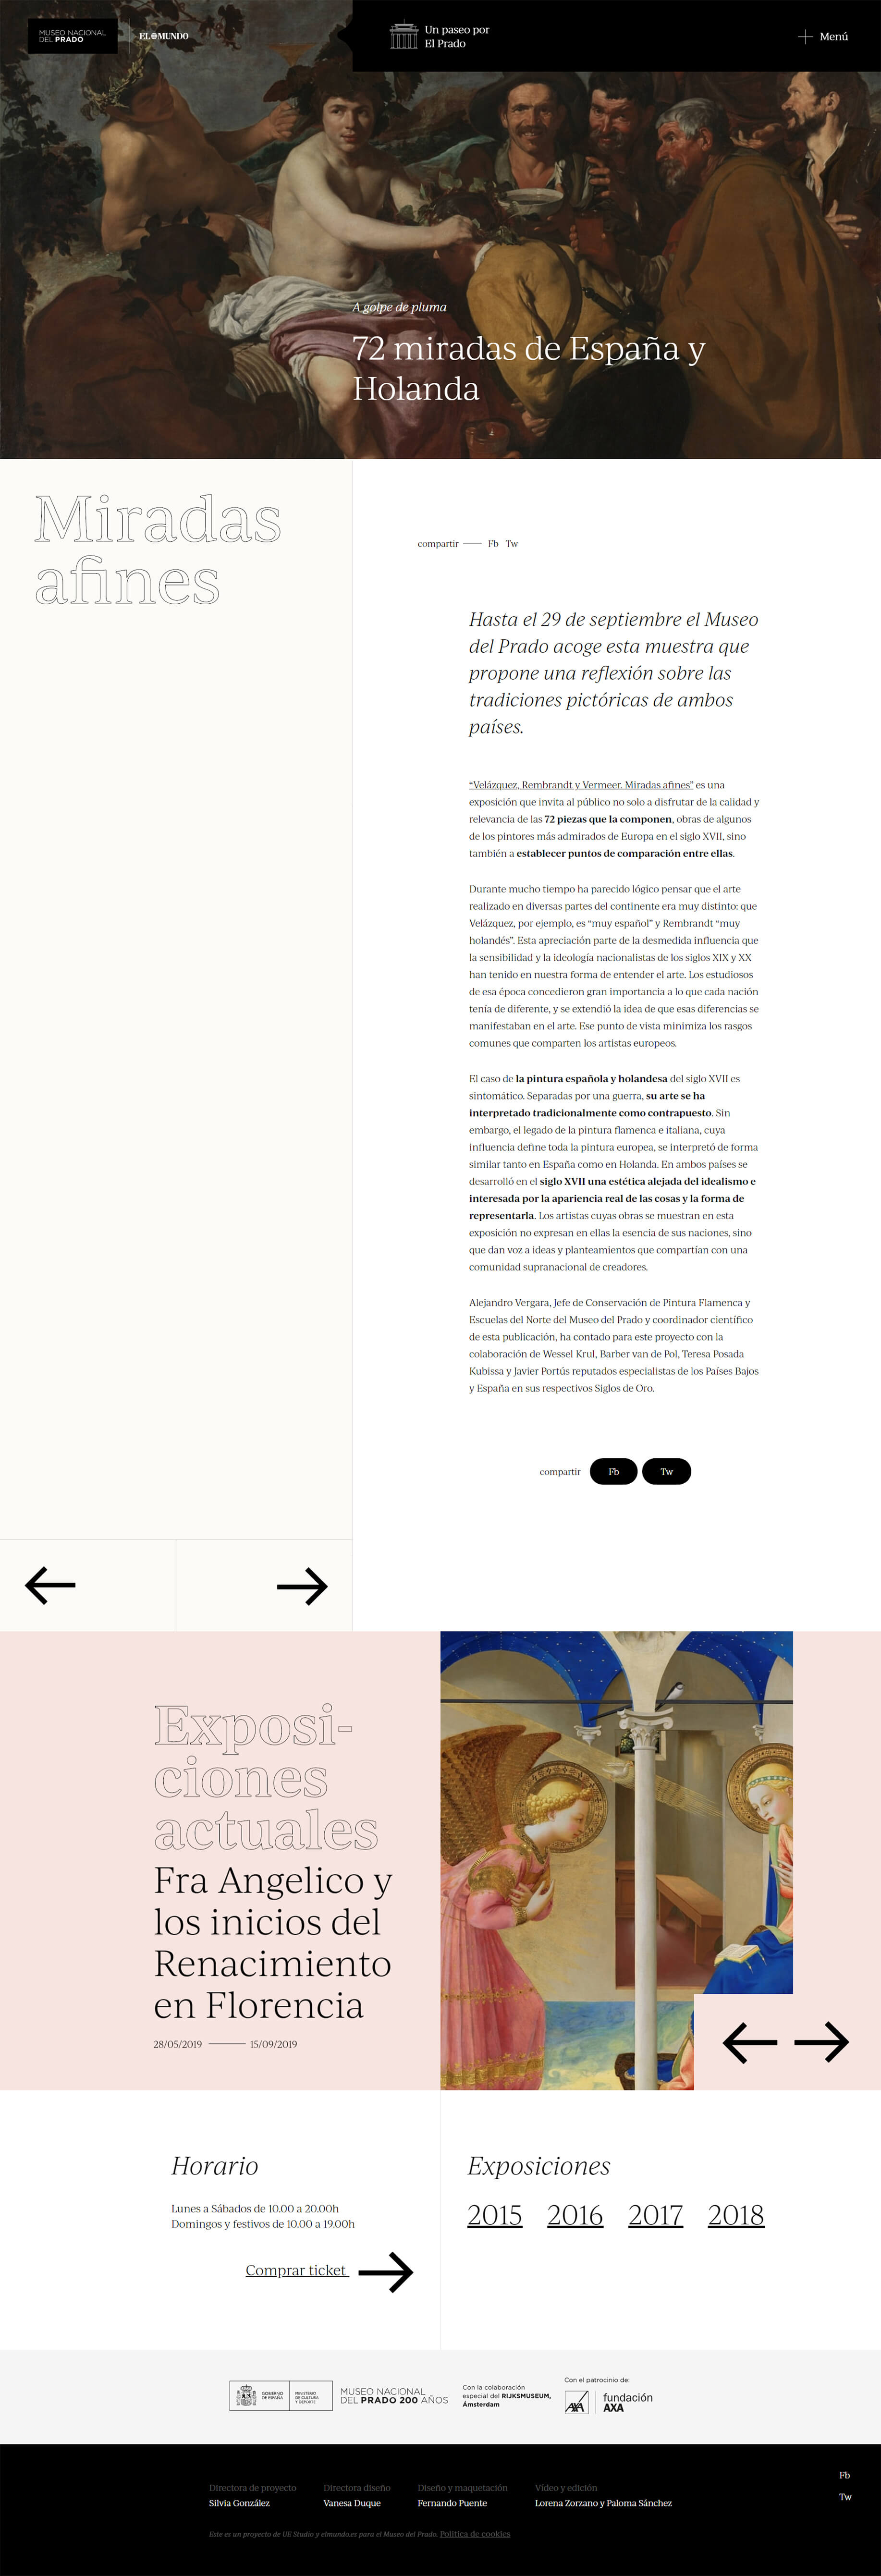 MUSEO NACIONAL
DEL PRADO
EL MUNDO
Un paseo por
El Prado
Menú
A golpe de pluma
72 miradas de España y
Holanda
Miradas
afines
compartir Fb Tw
Hasta el 29 de septiembre el Museo
del Prado acoge esta muestra que
propone una reflexión sobre las
tradiciones pictóricas de ambos
países.
“Velázquez, Rembrandt y Vermeer. Miradas afines” es una
exposición que invita al público no solo a disfrutar de la calidad y
relevancia de las 72 piezas que la componen, obras de algunos
de los pintores más admirados de Europa en el siglo XVII, sino
también a establecer puntos de comparación entre ellas.
Durante mucho tiempo ha parecido lógico pensar que el arte
realizado en diversas partes del continente era muy distinto: que
Velázquez, por ejemplo, es “muy español” y Rembrandt “muy
holandés”. Esta apreciación parte de la desmedida influencia que
la sensibilidad y la ideología nacionalistas de los siglos XIX y XX
han tenido en nuestra forma de entender el arte. Los estudiosos
de esa época concedieron gran importancia a lo que cada nación
tenía de diferente, y se extendió la idea de que esas diferencias se
manifestaban en el arte. Ese punto de vista minimiza los rasgos
comunes que comparten los artistas europeos.
El caso de la pintura española y holandesa del siglo XVII es
sintomático. Separadas por una guerra, su arte se ha
interpretado tradicionalmente como contrapuesto. Sin
embargo, el legado de la pintura flamenca e italiana, cuya
influencia define toda la pintura europea, se interpretó de forma
similar tanto en España como en Holanda. En ambos países se
desarrolló en el siglo XVII una estética alejada del idealismo e
interesada por la apariencia real de las cosas y la forma de
representarla. Los artistas cuyas obras se muestran en esta
exposición no expresan en ellas la esencia de sus naciones, sino
que dan voz a ideas y planteamientos que compartían con una
comunidad supranacional de creadores.
Alejandro Vergara, Jefe de Conservación de Pintura Flamenca y
Escuelas del Norte del Museo del Prado y coordinador científico
de esta publicación, ha contado para este proyecto con la
colaboración de Wessel Krul, Barber van de Pol, Teresa Posada
Kubissa y Javier Portús reputados especialistas de los Países Bajos
y España en sus respectivos Siglos de Oro.
compartir Fb Tw
Exposi-
ciones
actuales
Fra Angelico y
los inicios del
Renacimiento
en Florencia
28/05/2019 15/09/2019
Horario
Lunes a Sábados de 10.00 a 20.00h
Domingos y festivos de 10.00 a 19.00h
Comprar ticket
Exposiciones
2015 2016 2017 2018
GOBIERNO
DE ESPAÑA
MINISTERIO
DE CULTURA
Y DEPORTE
MUSEO NACIONAL
DEL PRADO 200 AÑOS
Con la colaboración
especial del RIJKSMUSEUM,
Ámsterdam
Con el patrocinio de:
AXA
fundación
AXA
Directora de proyecto
Silvia González
Directora diseño
Vanesa Duque
Diseño y maquetación
Fernando Puente
Vídeo y edición
Lorena Zorzano y Paloma Sánchez
Fb
Tw
Este es un proyecto de UE Studio y elmundo.es para el Museo del Prado. Política de cookies